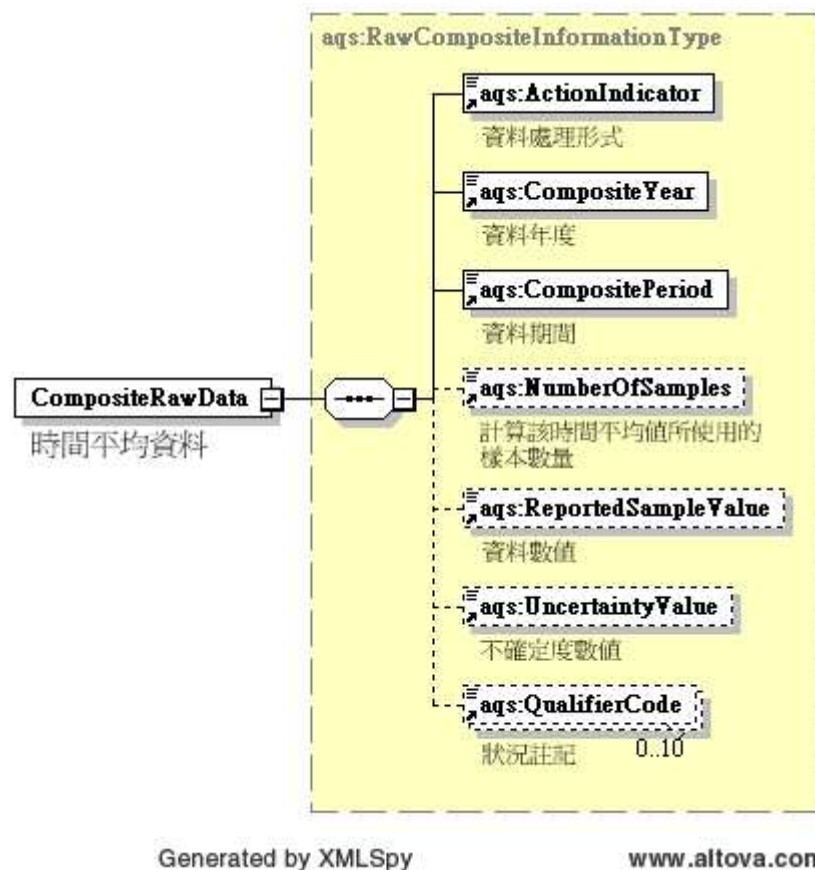 aqs:RawCompositeInformationType
aqs:ActionIndicator
資料處理形式
aqs:CompositeYear
資料年度
aqs:CompositePeriod
資料期間
CompositeRawData
時間平均資料
aqs:NumberOfSamples
計算該時間平均值所使用的
樣本數量
aqs:ReportedSampleValue
資料數值
aqs:UncertaintyValue
不確定度數值
aqs:QualifierCode
0..10
狀況註記
Generated by XMLSpy
www.altova.com